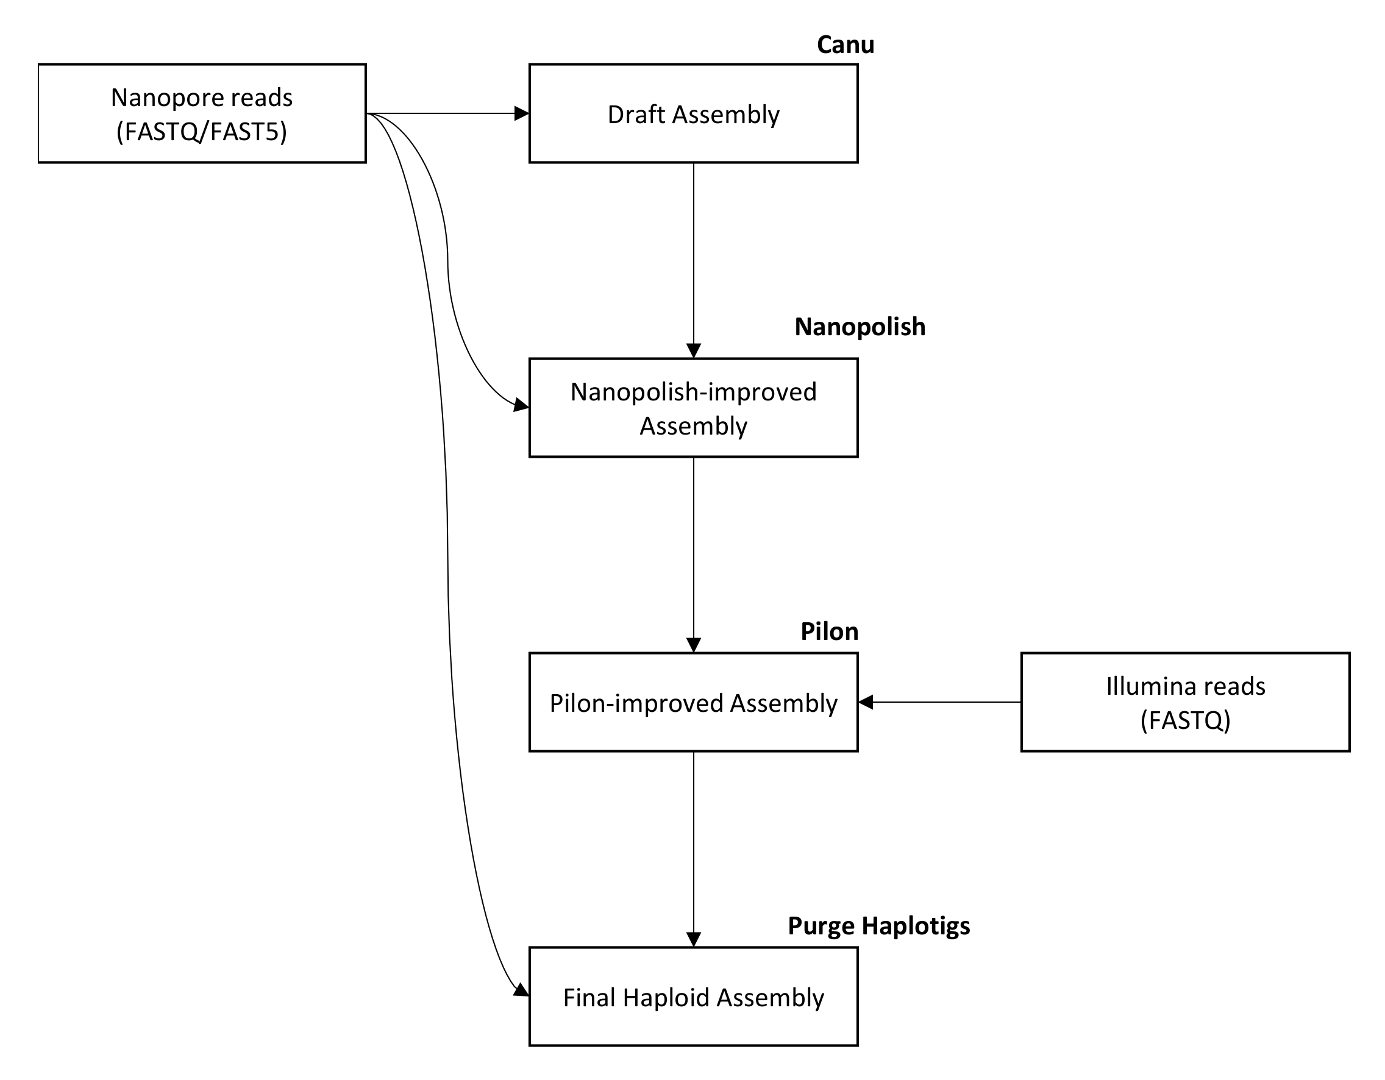 Canu
Nanopore reads
(FASTQ/FAST5)
Draft Assembly
Nanopolish
Nanopolish-improved
Assembly
Pilon
Pilon-improved Assembly
Illumina reads
(FASTQ)
Purge Haplotigs
Final Haploid Assembly